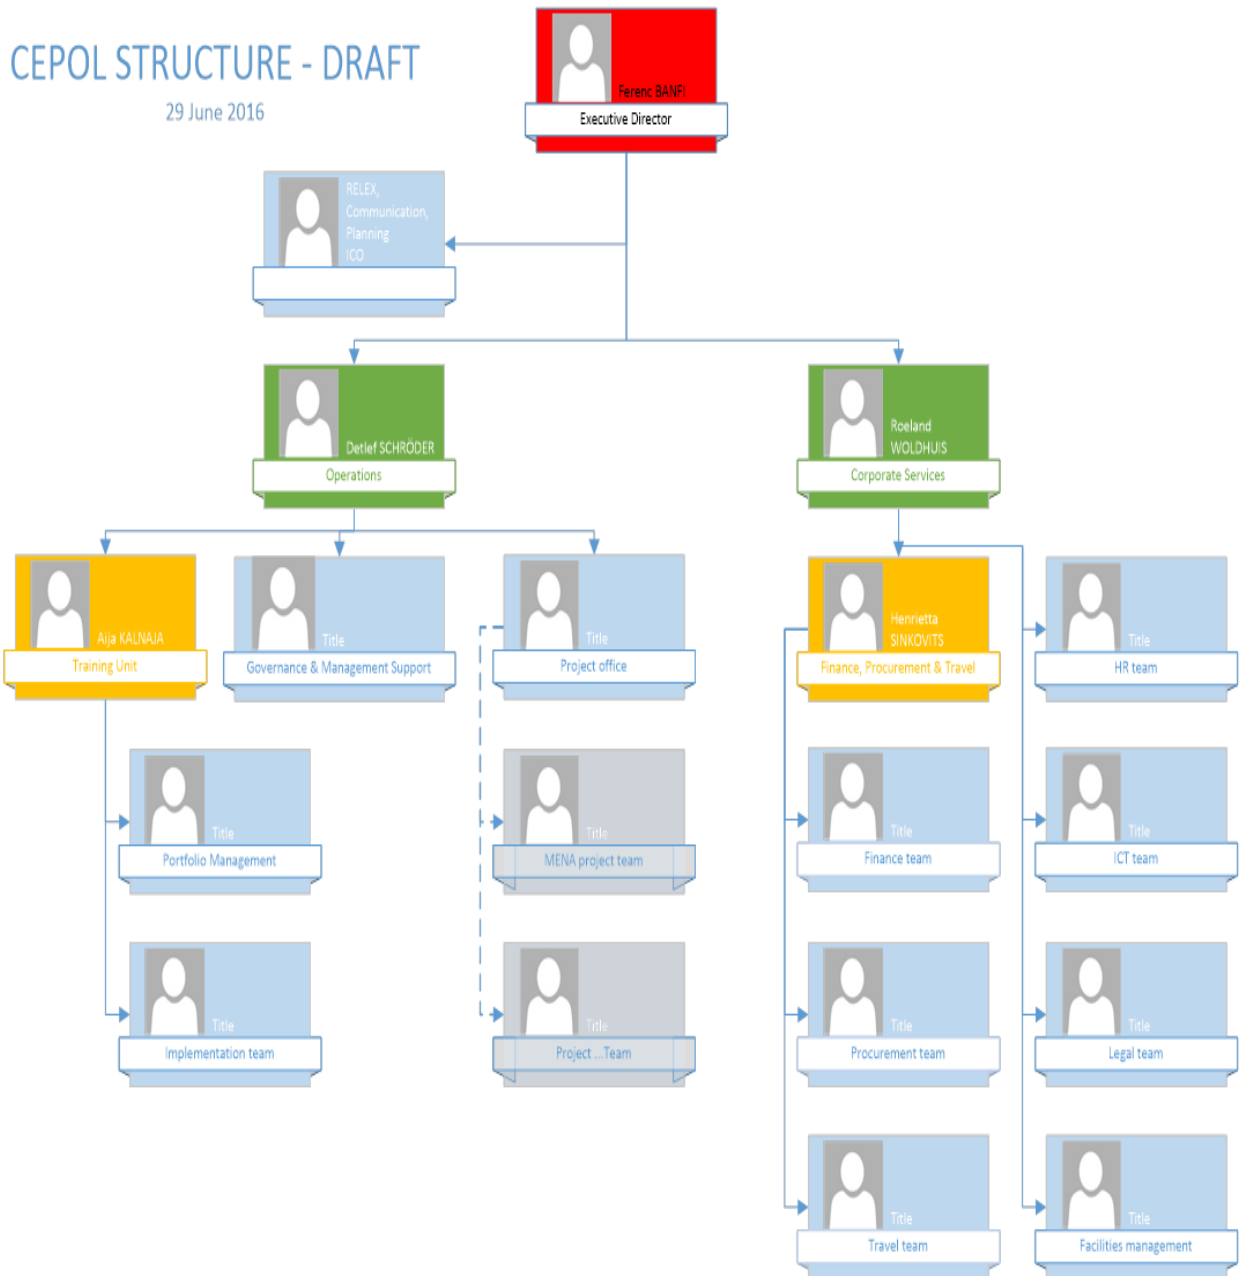 CEPOL STRUCTURE - DRAFT
29 June 2016
Ferenc BANFI
Executive Director
RELEX,
Communication,
Planning
ICO
Detlef SCHRÖDER
Operations
Roeland
WOLDHUIS
Corporate Services
Aija KALNAJA
Training Unit
Title
Governance & Management Support
Title
Project office
Henrietta
SINKOVITS
Finance, Procurement & Travel
Title
HR team
Title
Portfolio Management
Title
MENA project team
Title
Finance team
Title
ICT team
Title
Implementation team
Title
Project ...Team
Title
Procurement team
Title
Legal team
Title
Travel team
Title
Facilities management